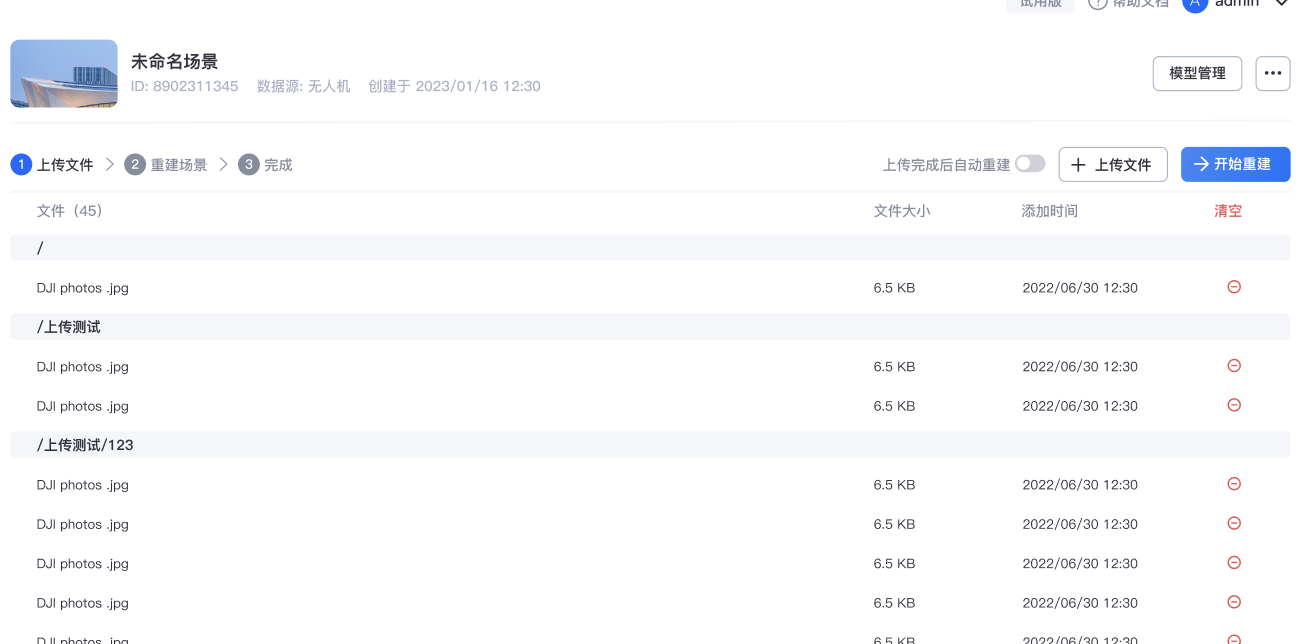 试用版 帮助文档 A admin
未命名场景
ID: 8902311345 数据源: 无人机 创建于 2023/01/16 12:30
模型管理
1 上传文件 2 重建场景 3 完成
上传完成后自动重建 上传文件 开始重建
文件（45） 文件大小 添加时间 清空
/
DJI photos .jpg 6.5 KB 2022/06/30 12:30
/上传测试
DJI photos .jpg 6.5 KB 2022/06/30 12:30
DJI photos .jpg 6.5 KB 2022/06/30 12:30
/上传测试/123
DJI photos .jpg 6.5 KB 2022/06/30 12:30
DJI photos .jpg 6.5 KB 2022/06/30 12:30
DJI photos .jpg 6.5 KB 2022/06/30 12:30
DJI photos .jpg 6.5 KB 2022/06/30 12:30
DJI photos .jpg 6.5 KB 2022/06/30 12:30